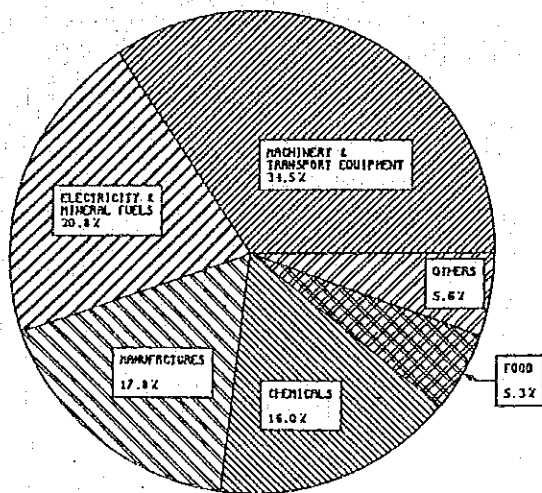 MACHINERY &
TRANSPORT EQUIPMENT
34.5%
ELECTRICITY &
MINERAL FUELS
20.8%
OTHERS
5.6%
MANUFACTURES
17.8%
CHEMICALS
16.0%
FOOD
5.3%